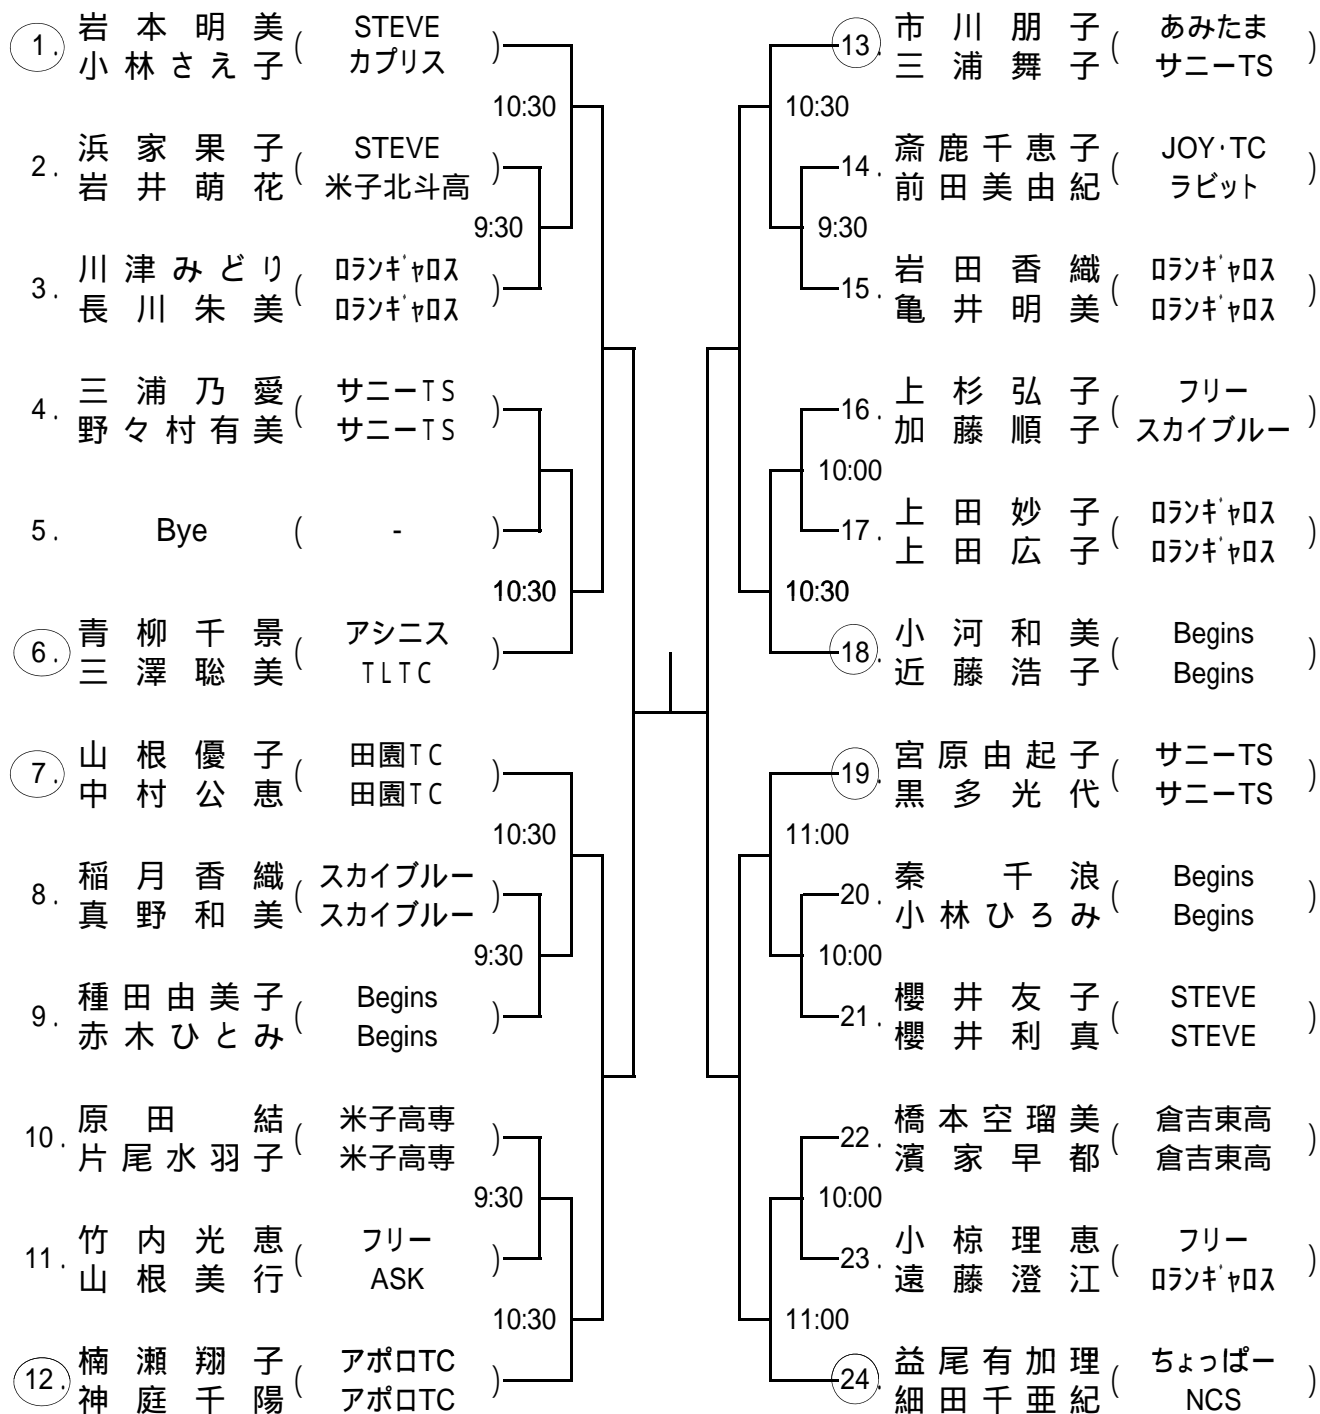 1. 岩本明美 ( STEVE )
小林さえ子 カプリス
10:30
2. 浜家果子 ( STEVE )
岩井萌花 米子北斗高
9:30
3. 川津みどり ( ロランギャロス )
長川朱美 ロランギャロス
4. 三浦乃愛 ( サニーTS )
野々村有美 サニーTS
5. Bye ( - )
10:30
6. 青柳千景 ( アシニス )
三澤聡美 TLTC
7. 山根優子 ( 田園TC )
中村公恵 田園TC
10:30
8. 稲月香織 ( スカイブルー )
真野和美 スカイブルー
9:30
9. 種田由美子 ( Begins )
赤木ひとみ Begins
10. 原田結 ( 米子高専 )
片尾水羽子 米子高専
9:30
11. 竹内光恵 ( フリー )
山根美行 ASK
10:30
12. 楠瀬翔子 ( アポロTC )
神庭千陽 アポロTC
13. 市川朋子 ( あみたま )
三浦舞子 サニーTS
10:30
14. 斎鹿千恵子 ( JOY・TC )
前田美由紀 ラビット
9:30
15. 岩田香織 ( ロランギャロス )
亀井明美 ロランギャロス
16. 上杉弘子 ( フリー )
加藤順子 スカイブルー
10:00
17. 上田妙子 ( ロランギャロス )
上田広子 ロランギャロス
10:30
18. 小河和美 ( Begins )
近藤浩子 Begins
19. 宮原由起子 ( サニーTS )
黒多光代 サニーTS
11:00
20. 秦千浪 ( Begins )
小林ひろみ Begins
10:00
21. 櫻井友子 ( STEVE )
櫻井利真 STEVE
22. 橋本空瑠美 ( 倉吉東高 )
濱家早都 倉吉東高
10:00
23. 小椋理恵 ( フリー )
遠藤澄江 ロランギャロス
11:00
24. 益尾有加理 ( ちょっぱー )
細田千亜紀 NCS